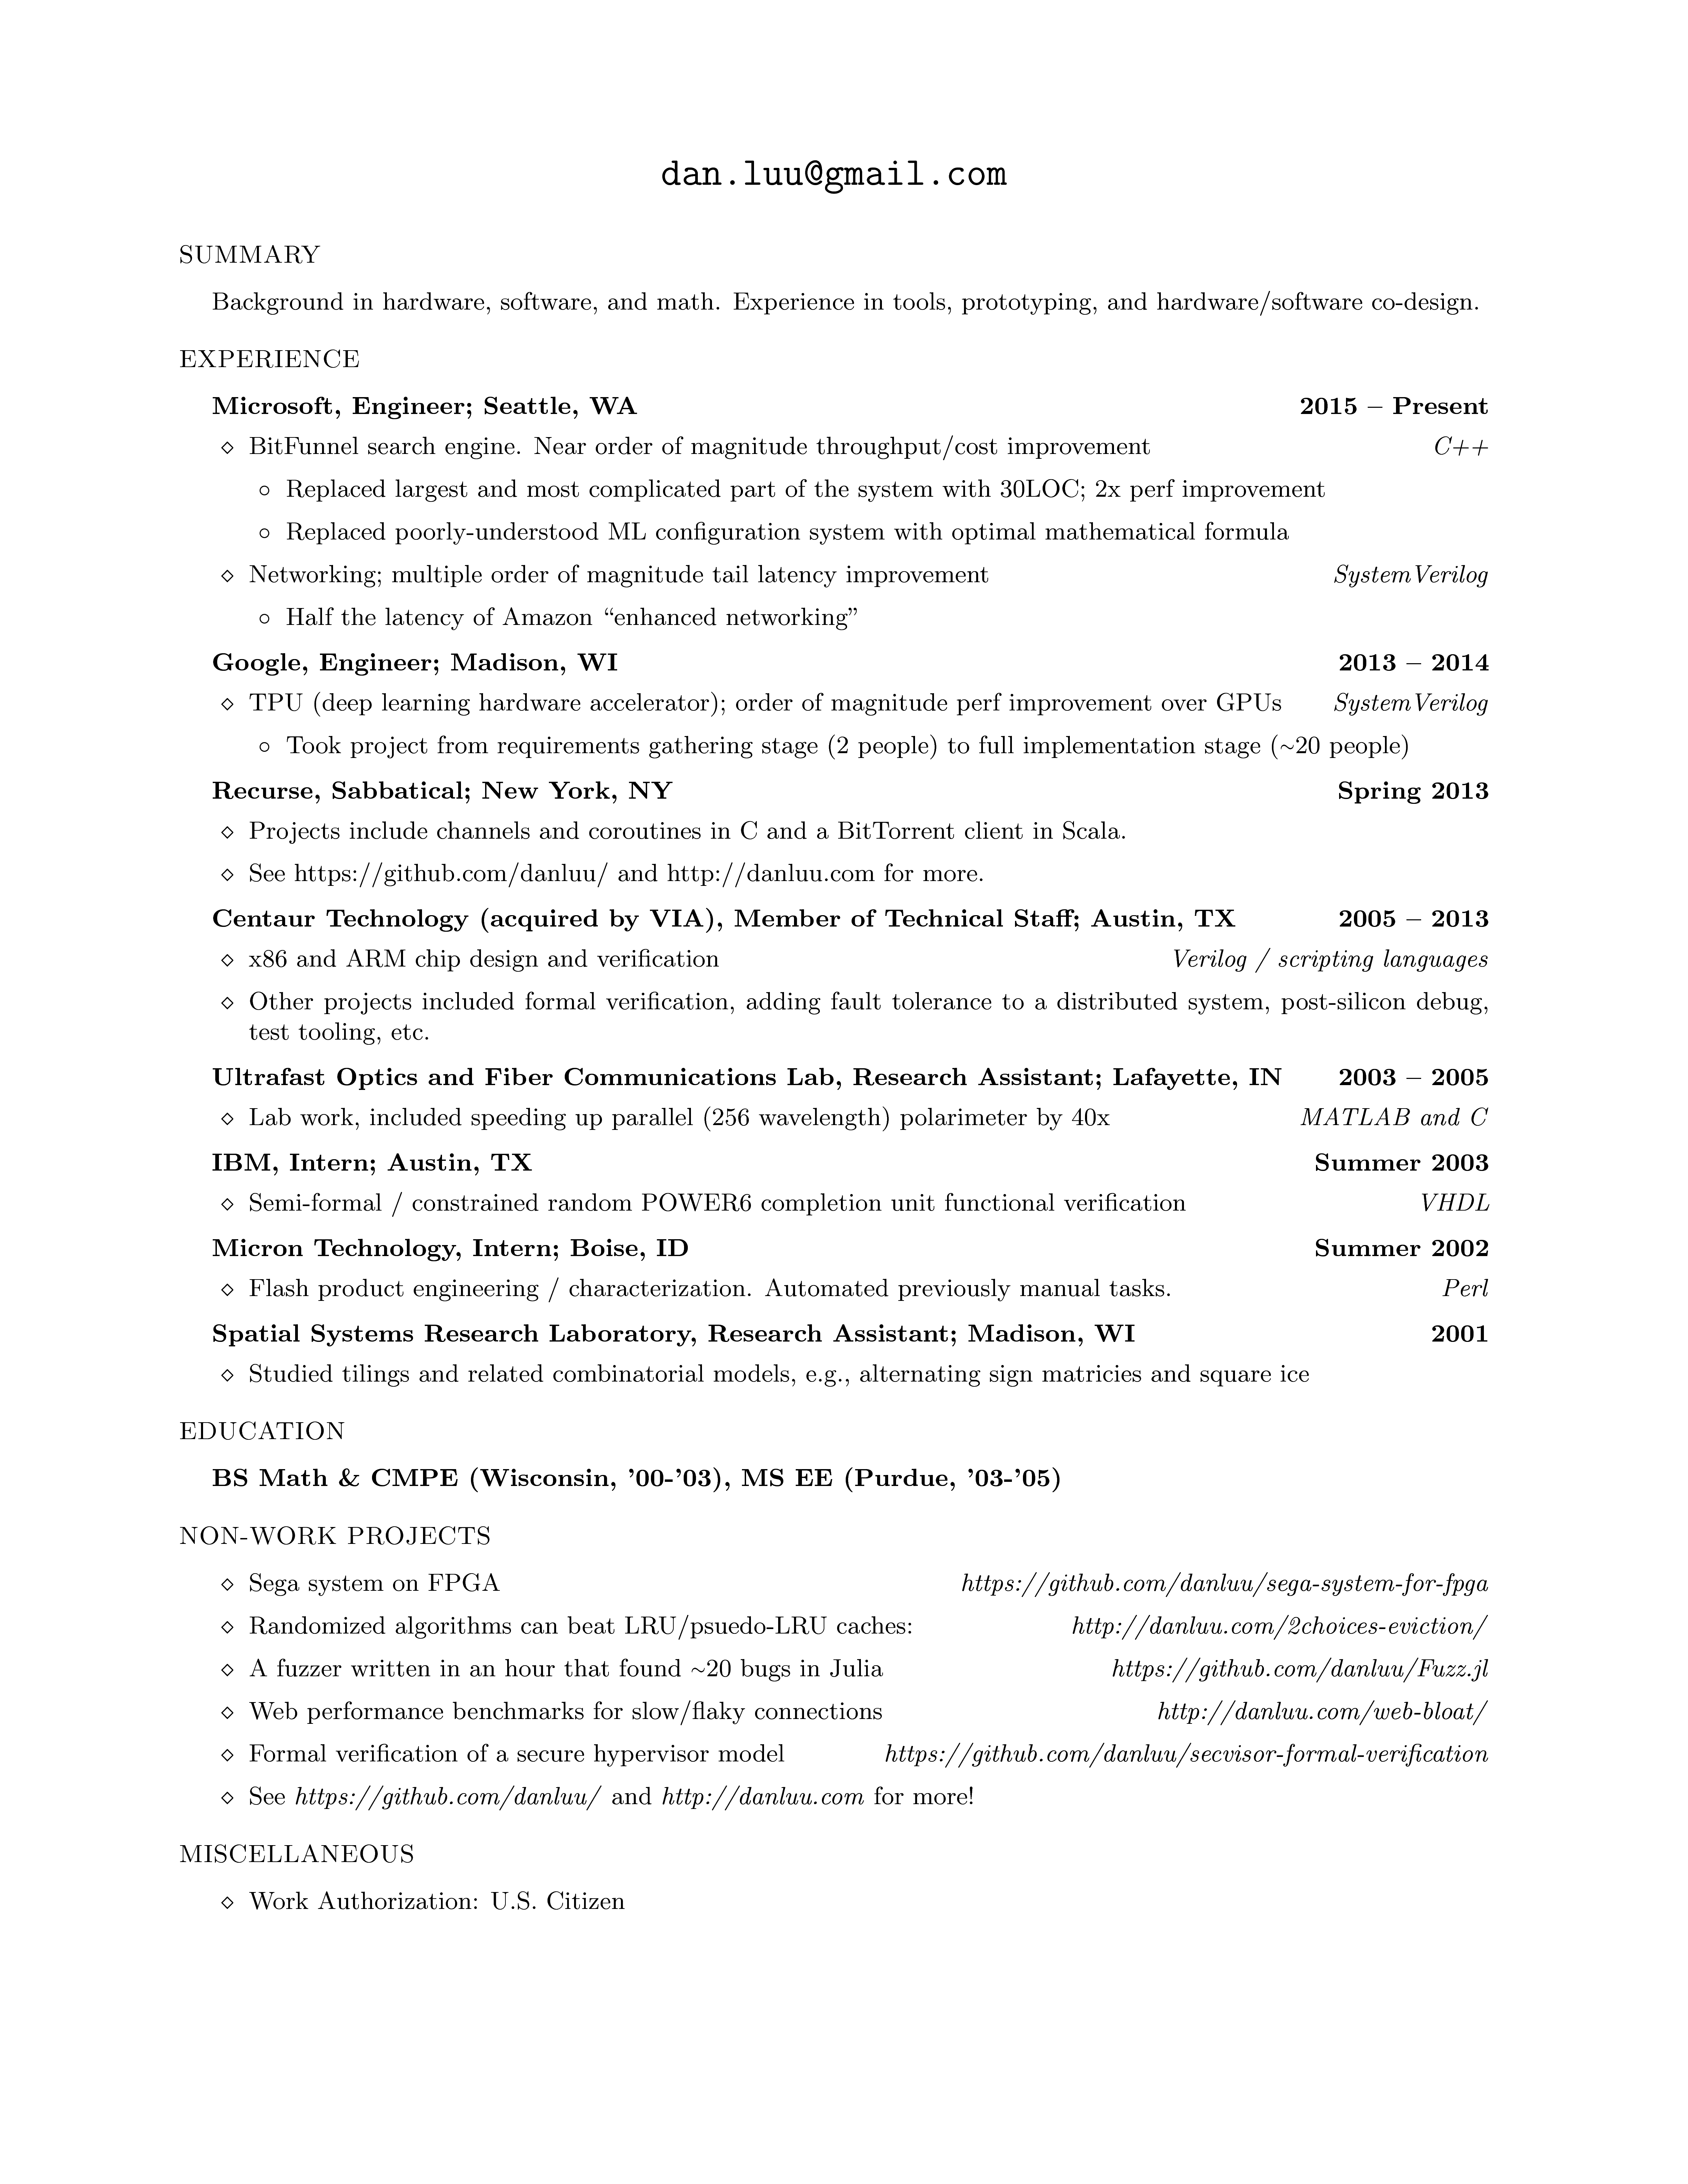 dan.luu@gmail.com
SUMMARY
Background in hardware, software, and math. Experience in tools, prototyping, and hardware/software co-design.
EXPERIENCE
Microsoft, Engineer; Seattle, WA 2015 – Present
⋄ BitFunnel search engine. Near order of magnitude throughput/cost improvement C++
○ Replaced largest and most complicated part of the system with 30LOC; 2x perf improvement
○ Replaced poorly-understood ML configuration system with optimal mathematical formula
⋄ Networking; multiple order of magnitude tail latency improvement SystemVerilog
○ Half the latency of Amazon “enhanced networking”
Google, Engineer; Madison, WI 2013 – 2014
⋄ TPU (deep learning hardware accelerator); order of magnitude perf improvement over GPUs SystemVerilog
○ Took project from requirements gathering stage (2 people) to full implementation stage (~20 people)
Recurse, Sabbatical; New York, NY Spring 2013
⋄ Projects include channels and coroutines in C and a BitTorrent client in Scala.
⋄ See https://github.com/danluu/ and http://danluu.com for more.
Centaur Technology (acquired by VIA), Member of Technical Staff; Austin, TX 2005 – 2013
⋄ x86 and ARM chip design and verification Verilog / scripting languages
⋄ Other projects included formal verification, adding fault tolerance to a distributed system, post-silicon debug,
test tooling, etc.
Ultrafast Optics and Fiber Communications Lab, Research Assistant; Lafayette, IN 2003 – 2005
⋄ Lab work, included speeding up parallel (256 wavelength) polarimeter by 40x MATLAB and C
IBM, Intern; Austin, TX Summer 2003
⋄ Semi-formal / constrained random POWER6 completion unit functional verification VHDL
Micron Technology, Intern; Boise, ID Summer 2002
⋄ Flash product engineering / characterization. Automated previously manual tasks. Perl
Spatial Systems Research Laboratory, Research Assistant; Madison, WI 2001
⋄ Studied tilings and related combinatorial models, e.g., alternating sign matricies and square ice
EDUCATION
BS Math & CMPE (Wisconsin, ’00-’03), MS EE (Purdue, ’03-’05)
NON-WORK PROJECTS
⋄ Sega system on FPGA https://github.com/danluu/sega-system-for-fpga
⋄ Randomized algorithms can beat LRU/psuedo-LRU caches: http://danluu.com/2choices-eviction/
⋄ A fuzzer written in an hour that found ~20 bugs in Julia https://github.com/danluu/Fuzz.jl
⋄ Web performance benchmarks for slow/flaky connections http://danluu.com/web-bloat/
⋄ Formal verification of a secure hypervisor model https://github.com/danluu/secvisor-formal-verification
⋄ See https://github.com/danluu/ and http://danluu.com for more!
MISCELLANEOUS
⋄ Work Authorization: U.S. Citizen